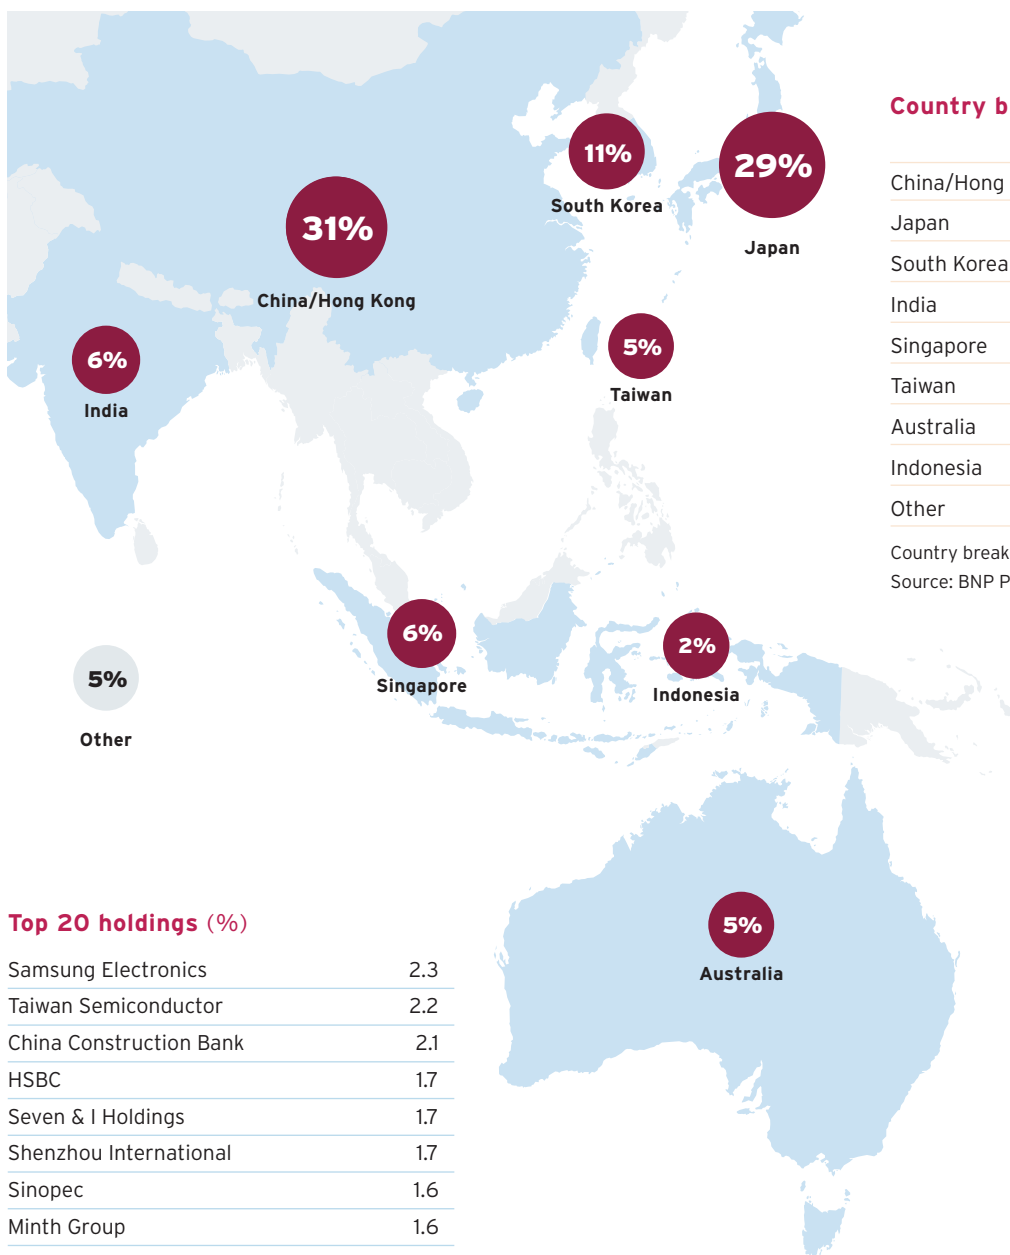 11%
South Korea
29%
Japan
31%
China/Hong Kong
6%
India
5%
Taiwan
6%
Singapore
2%
Indonesia
5%
Other
5%
Australia
Country b
China/Hong
Japan
South Korea
India
Singapore
Taiwan
Australia
Indonesia
Other
Country break
Source: BNP P
Top 20 holdings (%)
Samsung Electronics 2.3
Taiwan Semiconductor 2.2
China Construction Bank 2.1
HSBC 1.7
Seven & I Holdings 1.7
Shenzhou International 1.7
Sinopec 1.6
Minth Group 1.6